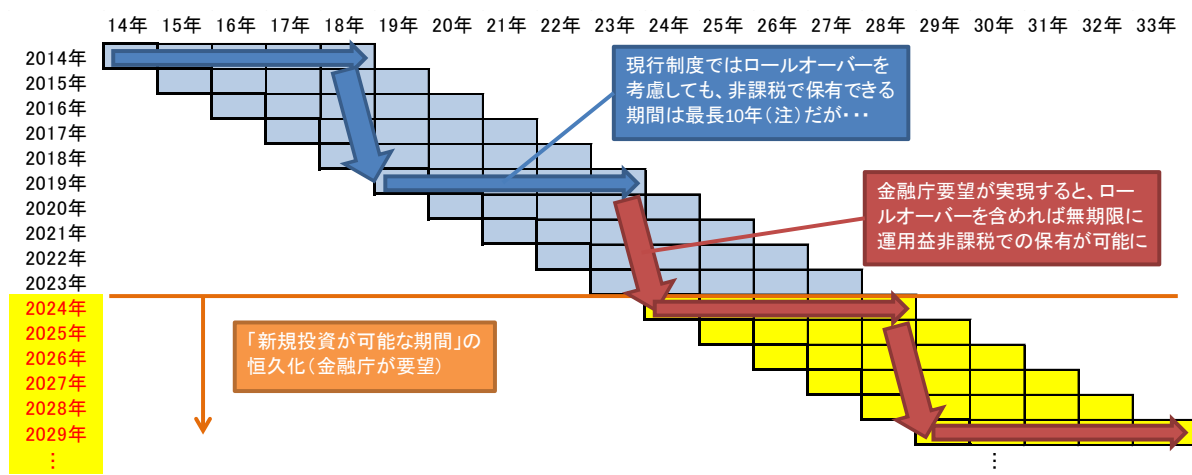 14年 15年 16年 17年 18年 19年 20年 21年 22年 23年 24年 25年 26年 27年 28年 29年 30年 31年 32年 33年
2014年
2015年
2016年
2017年
2018年
2019年
2020年
2021年
2022年
2023年
2024年
2025年
2026年
2027年
2028年
2029年
⋮
現行制度ではロールオーバーを
考慮しても、非課税で保有できる
期間は最長10年（注）だが・・・
金融庁要望が実現すると、ロー
ルオーバーを含めれば無期限に
運用益非課税での保有が可能に
「新規投資が可能な期間」の
恒久化（金融庁が要望）
⋮